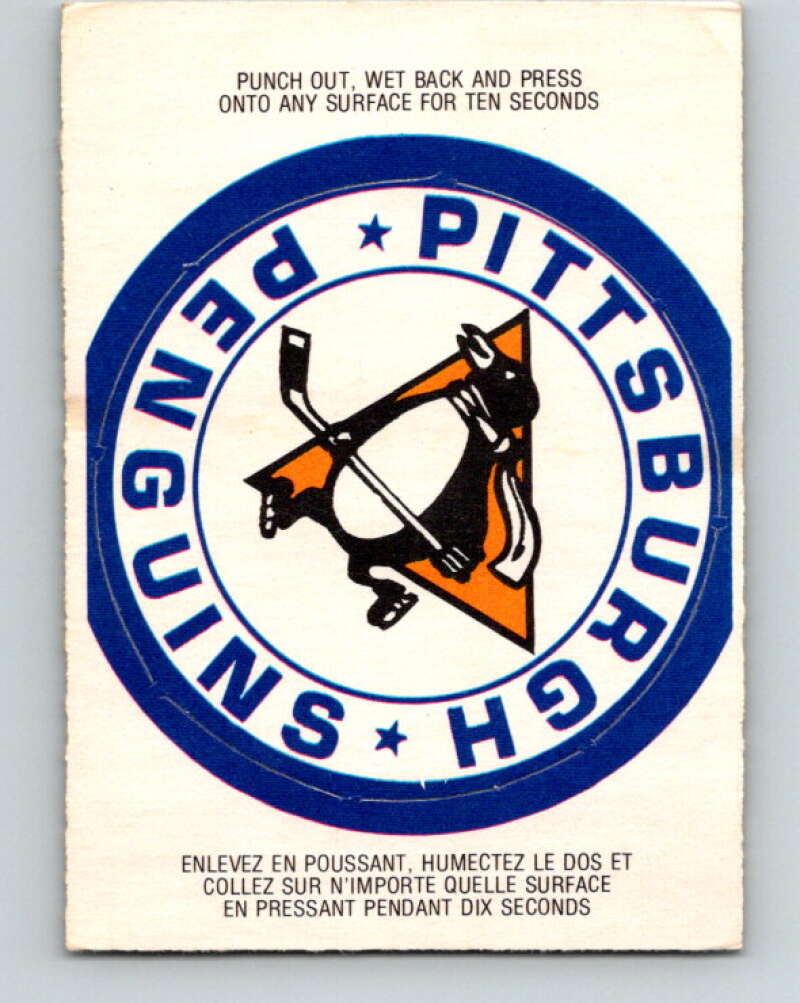 PUNCH OUT, WET BACK AND PRESS
ONTO ANY SURFACE FOR TEN SECONDS
★ PITTSBURGH ★ PENGUINS
ENLEVEZ EN POUSSANT, HUMECTEZ LE DOS ET
COLLEZ SUR N'IMPORTE QUELLE SURFACE
EN PRESSANT PENDANT DIX SECONDS